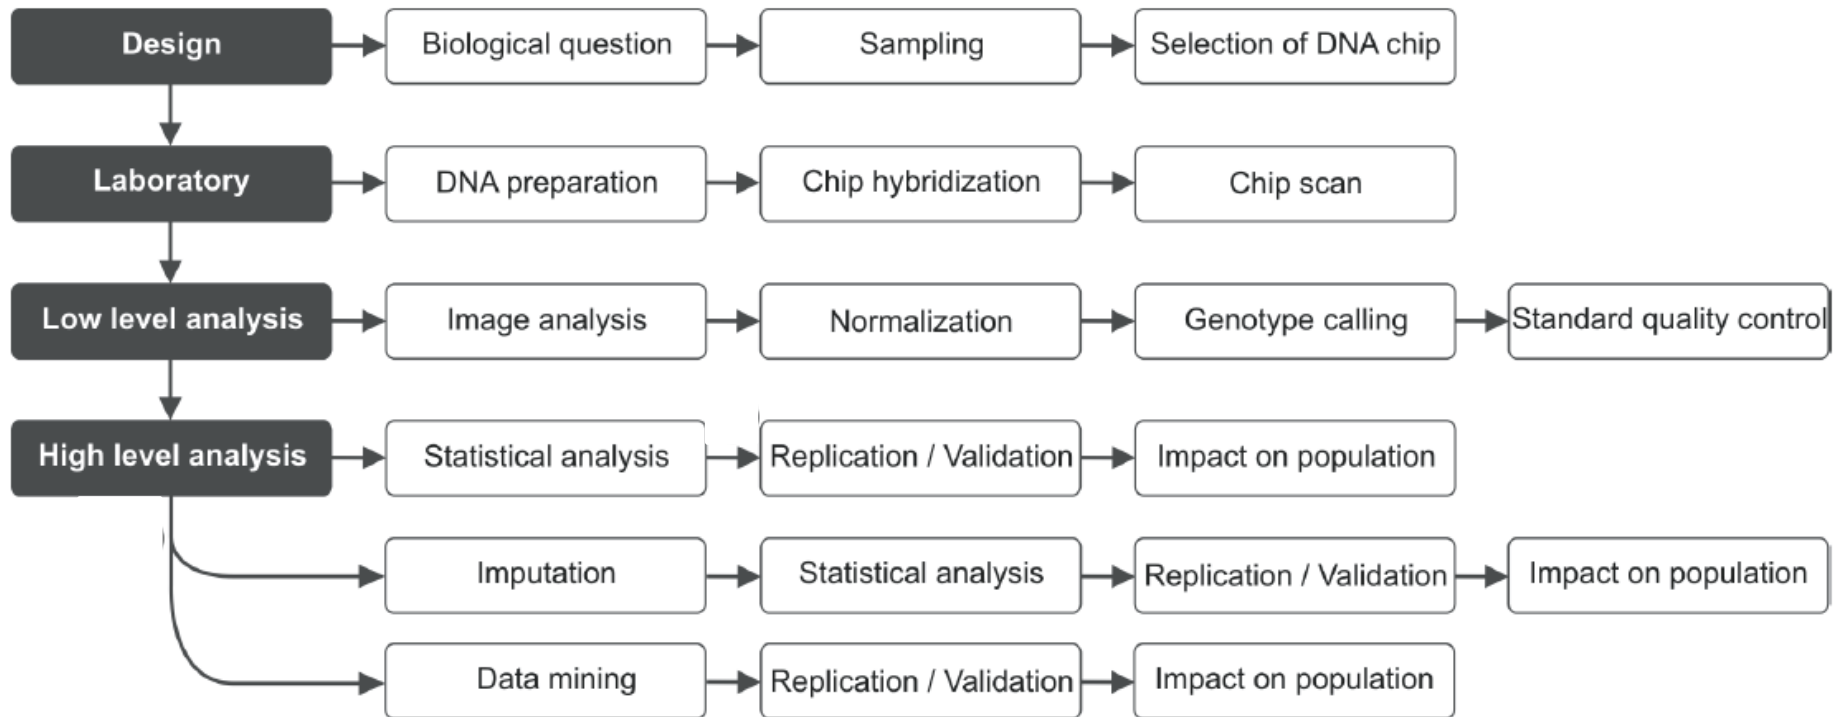 Design
Biological question
Sampling
Selection of DNA chip
Laboratory
DNA preparation
Chip hybridization
Chip scan
Low level analysis
Image analysis
Normalization
Genotype calling
Standard quality control
High level analysis
Statistical analysis
Replication / Validation
Impact on population
Imputation
Statistical analysis
Replication / Validation
Impact on population
Data mining
Replication / Validation
Impact on population